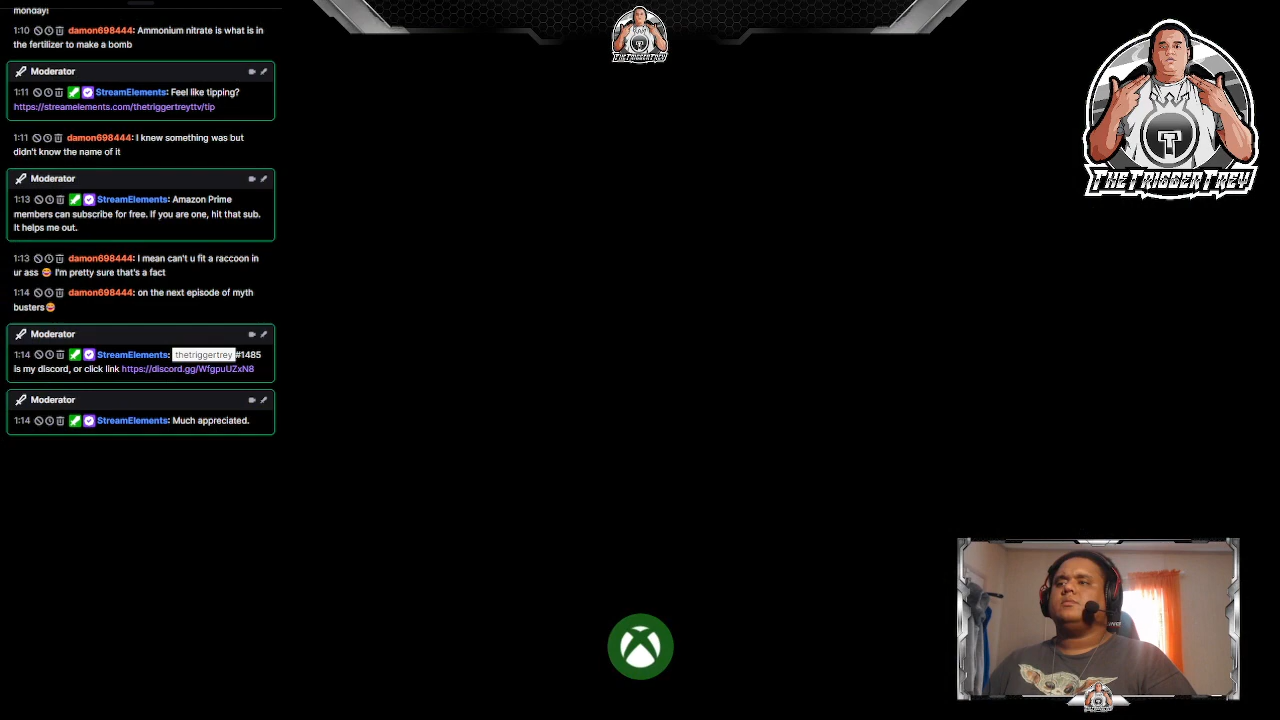 monday!
1:10 damon698444: Ammonium nitrate is what is in
the fertilizer to make a bomb
Moderator
1:11 StreamElements: Feel like tipping?
https://streamelements.com/thetriggertreyttv/tip
1:11 damon698444: I knew something was but
didn't know the name of it
Moderator
1:13 StreamElements: Amazon Prime
members can subscribe for free. If you are one, hit that sub.
It helps me out.
1:13 damon698444: I mean can't u fit a raccoon in
ur ass 😂 I'm pretty sure that's a fact
1:14 damon698444: on the next episode of myth
busters😂
Moderator
1:14 StreamElements: thetriggertrey#1485
is my discord, or click link https://discord.gg/WfgpuUZxN8
Moderator
1:14 StreamElements: Much appreciated.
THETRIGGERTREY
T
THETRIGGERTREY